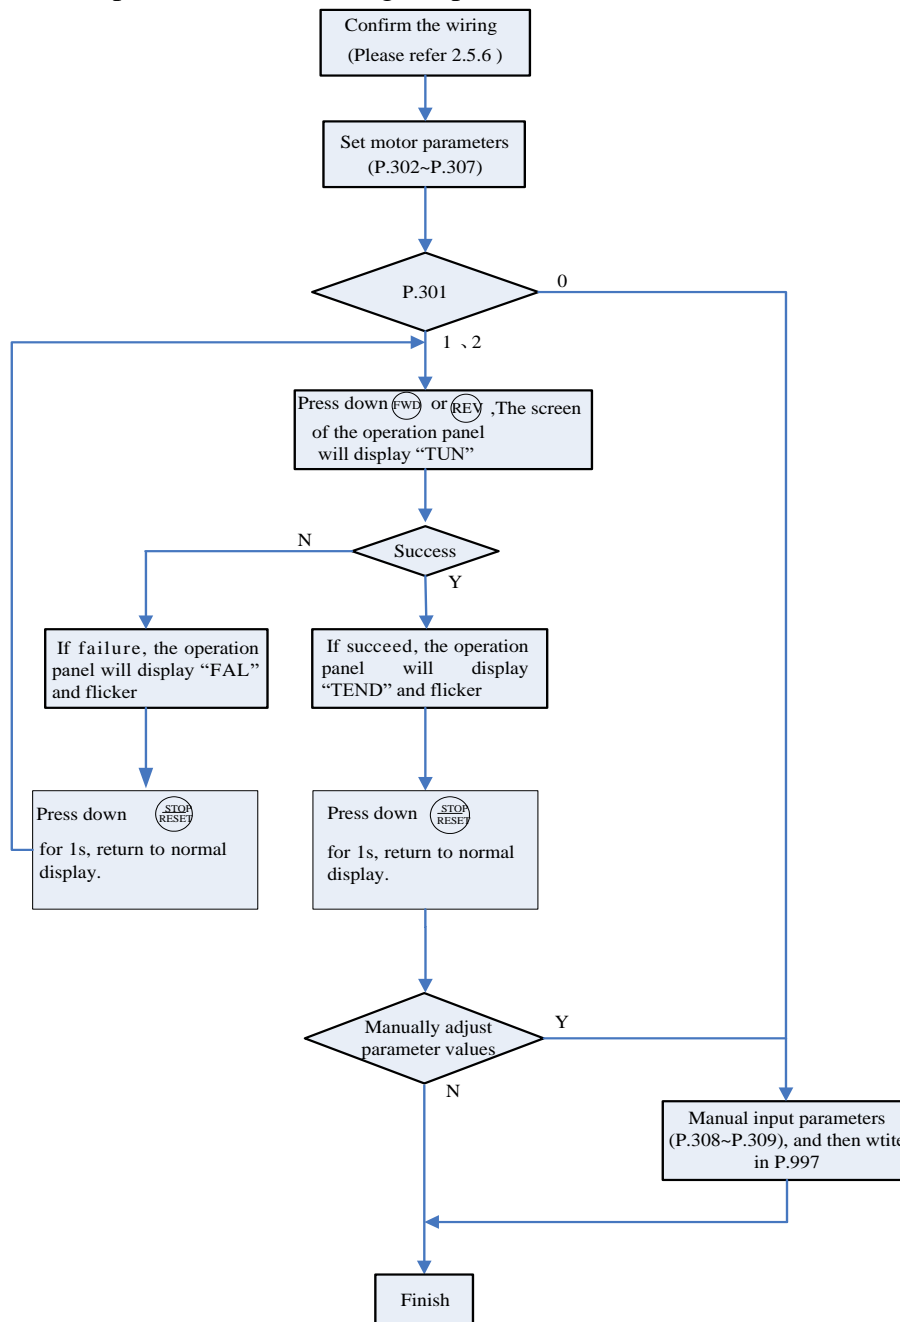 Confirm the wiring
(Please refer 2.5.6 )
Set motor parameters
(P.302~P.307)
P.301
0
1 、2
Press down FWD or REV ,The screen
of the operation panel
will display “TUN”
N
Success
Y
If failure, the operation
panel will display “FAL”
and flicker
If succeed, the operation
panel will display
“TEND” and flicker
Press down STOP
RESET
for 1s, return to normal
display.
Press down STOP
RESET
for 1s, return to normal
display.
Manually adjust
parameter values
Y
N
Manual input parameters
(P.308~P.309), and then wtite
in P.997
Finish